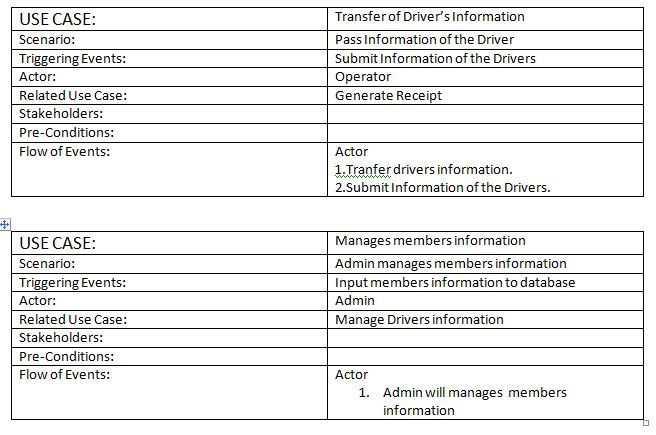 USE CASE: Transfer of Driver's Information
Scenario: Pass Information of the Driver
Triggering Events: Submit Information of the Drivers
Actor: Operator
Related Use Case: Generate Receipt
Stakeholders:
Pre-Conditions:
Flow of Events: Actor
1.Tranfer drivers information.
2.Submit Information of the Drivers.
USE CASE: Manages members information
Scenario: Admin manages members information
Triggering Events: Input members information to database
Actor: Admin
Related Use Case: Manage Drivers information
Stakeholders:
Pre-Conditions:
Flow of Events: Actor
1. Admin will manages members
information